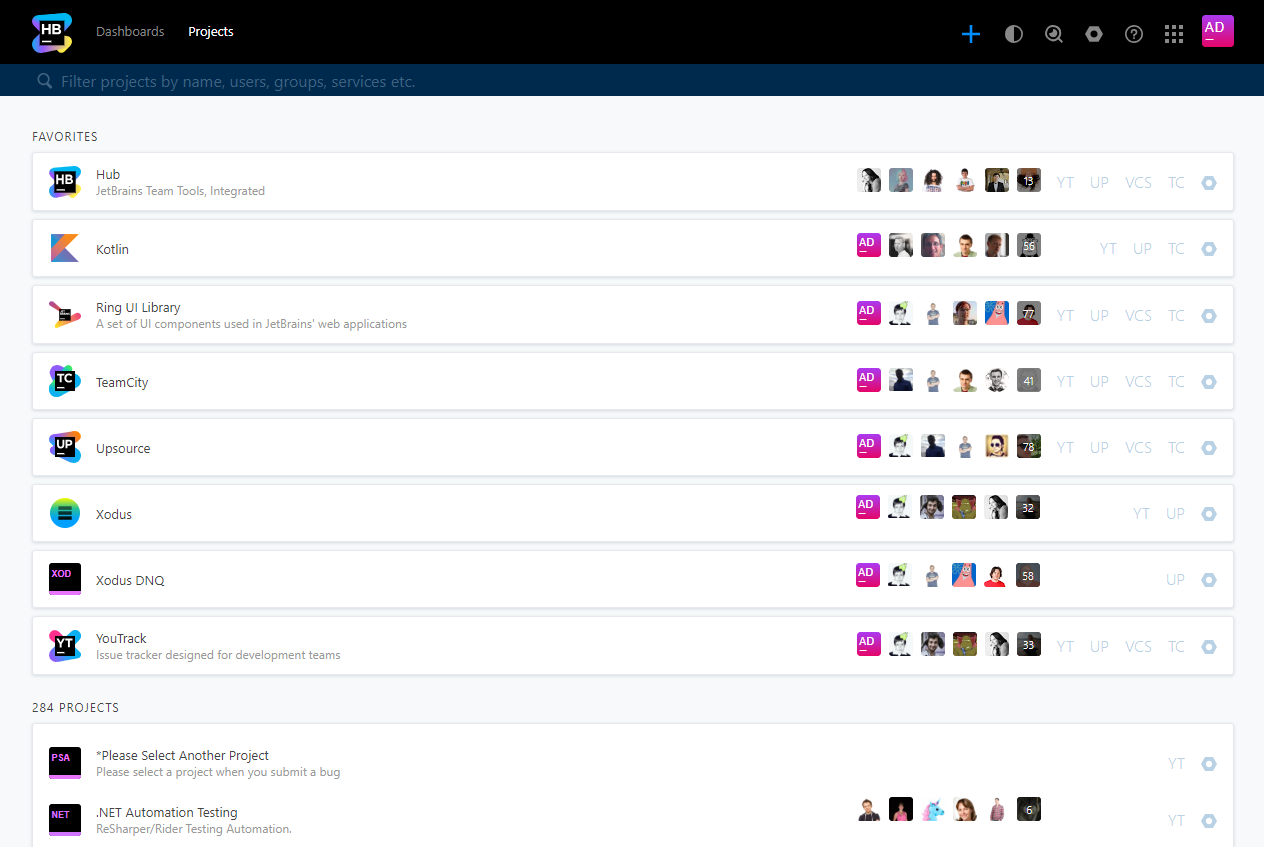 HB Dashboards Projects AD
Filter projects by name, users, groups, services etc.
FAVORITES
HB Hub 13 YT UP VCS TC
JetBrains Team Tools, Integrated
Kotlin AD 56 YT UP TC
Ring UI Library AD 77 YT UP VCS TC
A set of UI components used in JetBrains' web applications
TC TeamCity AD 41 YT UP VCS TC
UP Upsource AD 78 YT UP VCS TC
Xodus AD 32 YT UP
XOD Xodus DNQ AD 58 UP
YT YouTrack AD 33 YT UP VCS TC
Issue tracker designed for development teams
284 PROJECTS
PSA *Please Select Another Project YT
Please select a project when you submit a bug
NET .NET Automation Testing 6 YT
ReSharper/Rider Testing Automation.